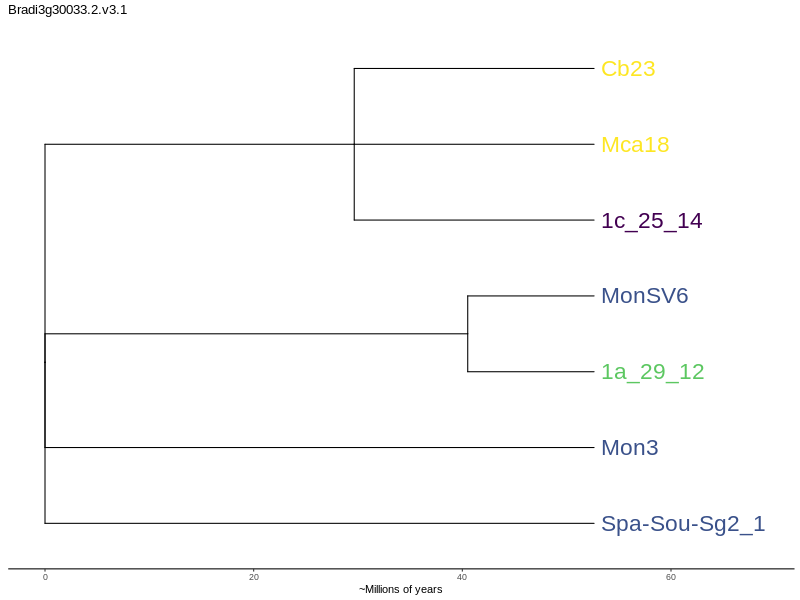 Bradi3g30033.2.v3.1
Cb23
Mca18
1c_25_14
MonSV6
1a_29_12
Mon3
Spa-Sou-Sg2_1
0 20 40 60
~Millions of years